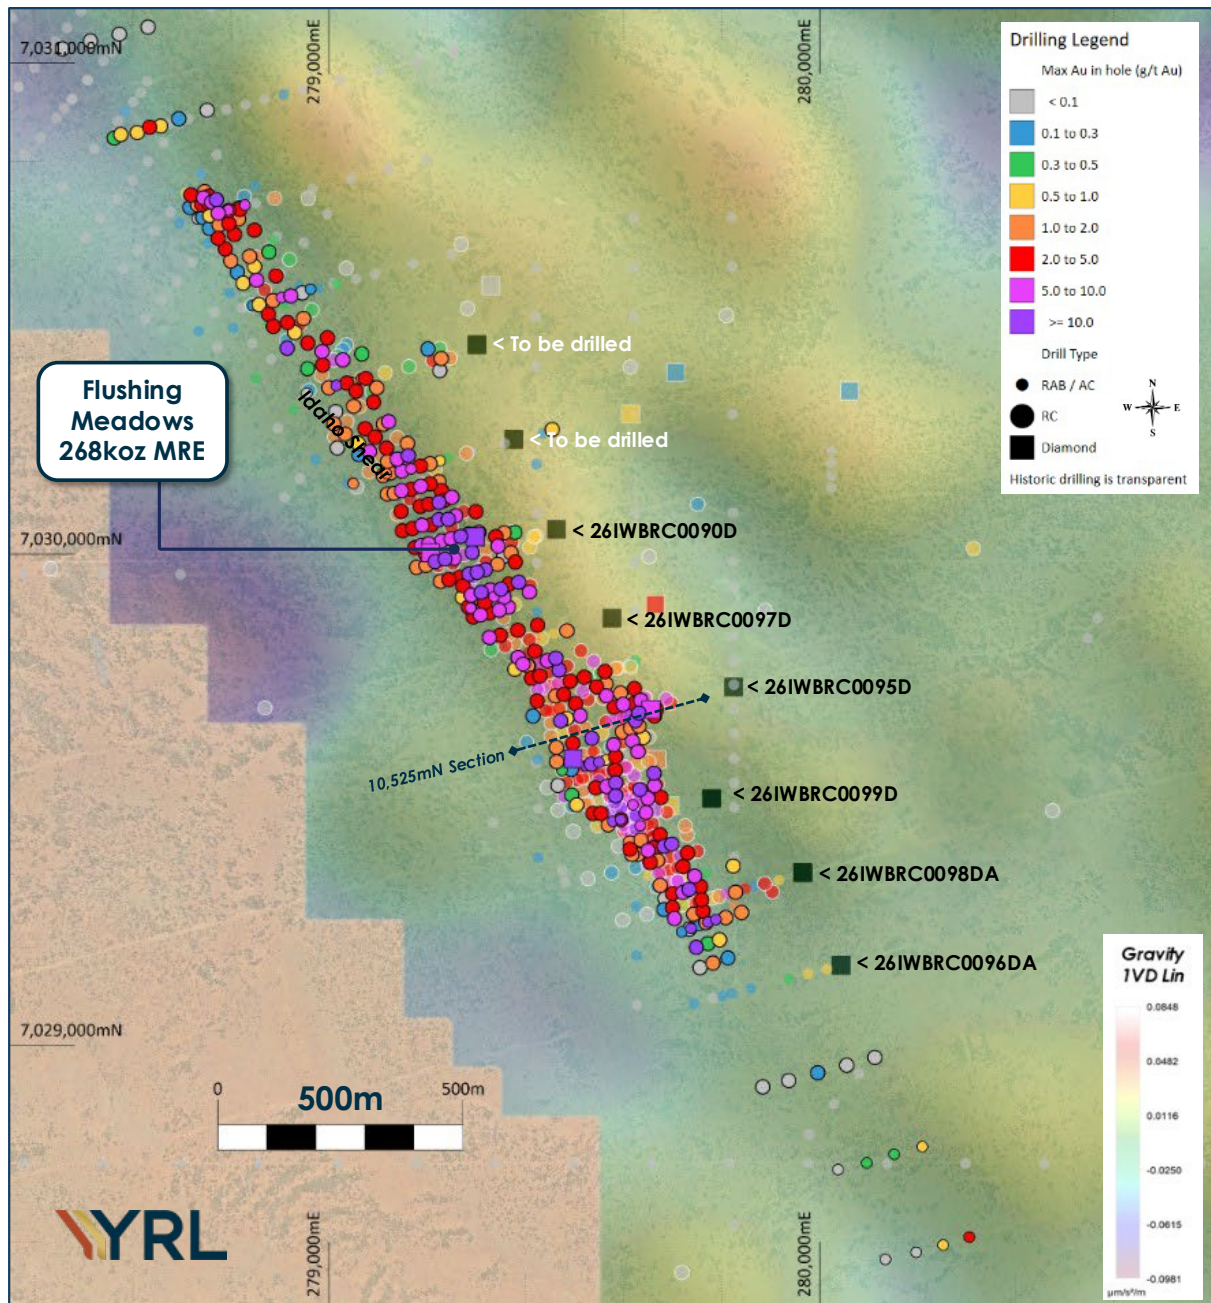 7,031,000mN
279,000mE
280,000mE
Drilling Legend
Max Au in hole (g/t Au)
< 0.1
0.1 to 0.3
0.3 to 0.5
0.5 to 1.0
1.0 to 2.0
2.0 to 5.0
5.0 to 10.0
>= 10.0
Drill Type
RAB / AC
RC
Diamond
N
W
E
S
Historic drilling is transparent
< To be drilled
Flushing
Meadows
268koz MRE
Idaho Shear
< To be drilled
7,030,000mN
< 26IWBRC0090D
< 26IWBRC0097D
< 26IWBRC0095D
10,525mN Section
< 26IWBRC0099D
< 26IWBRC0098DA
< 26IWBRC0096DA
Gravity
1VD Lin
0.0848
0.0482
0.0116
-0.0250
-0.0615
-0.0981
µm/s²/m
7,029,000mN
0
500m
500m
YRL
279,000mE
280,000mE